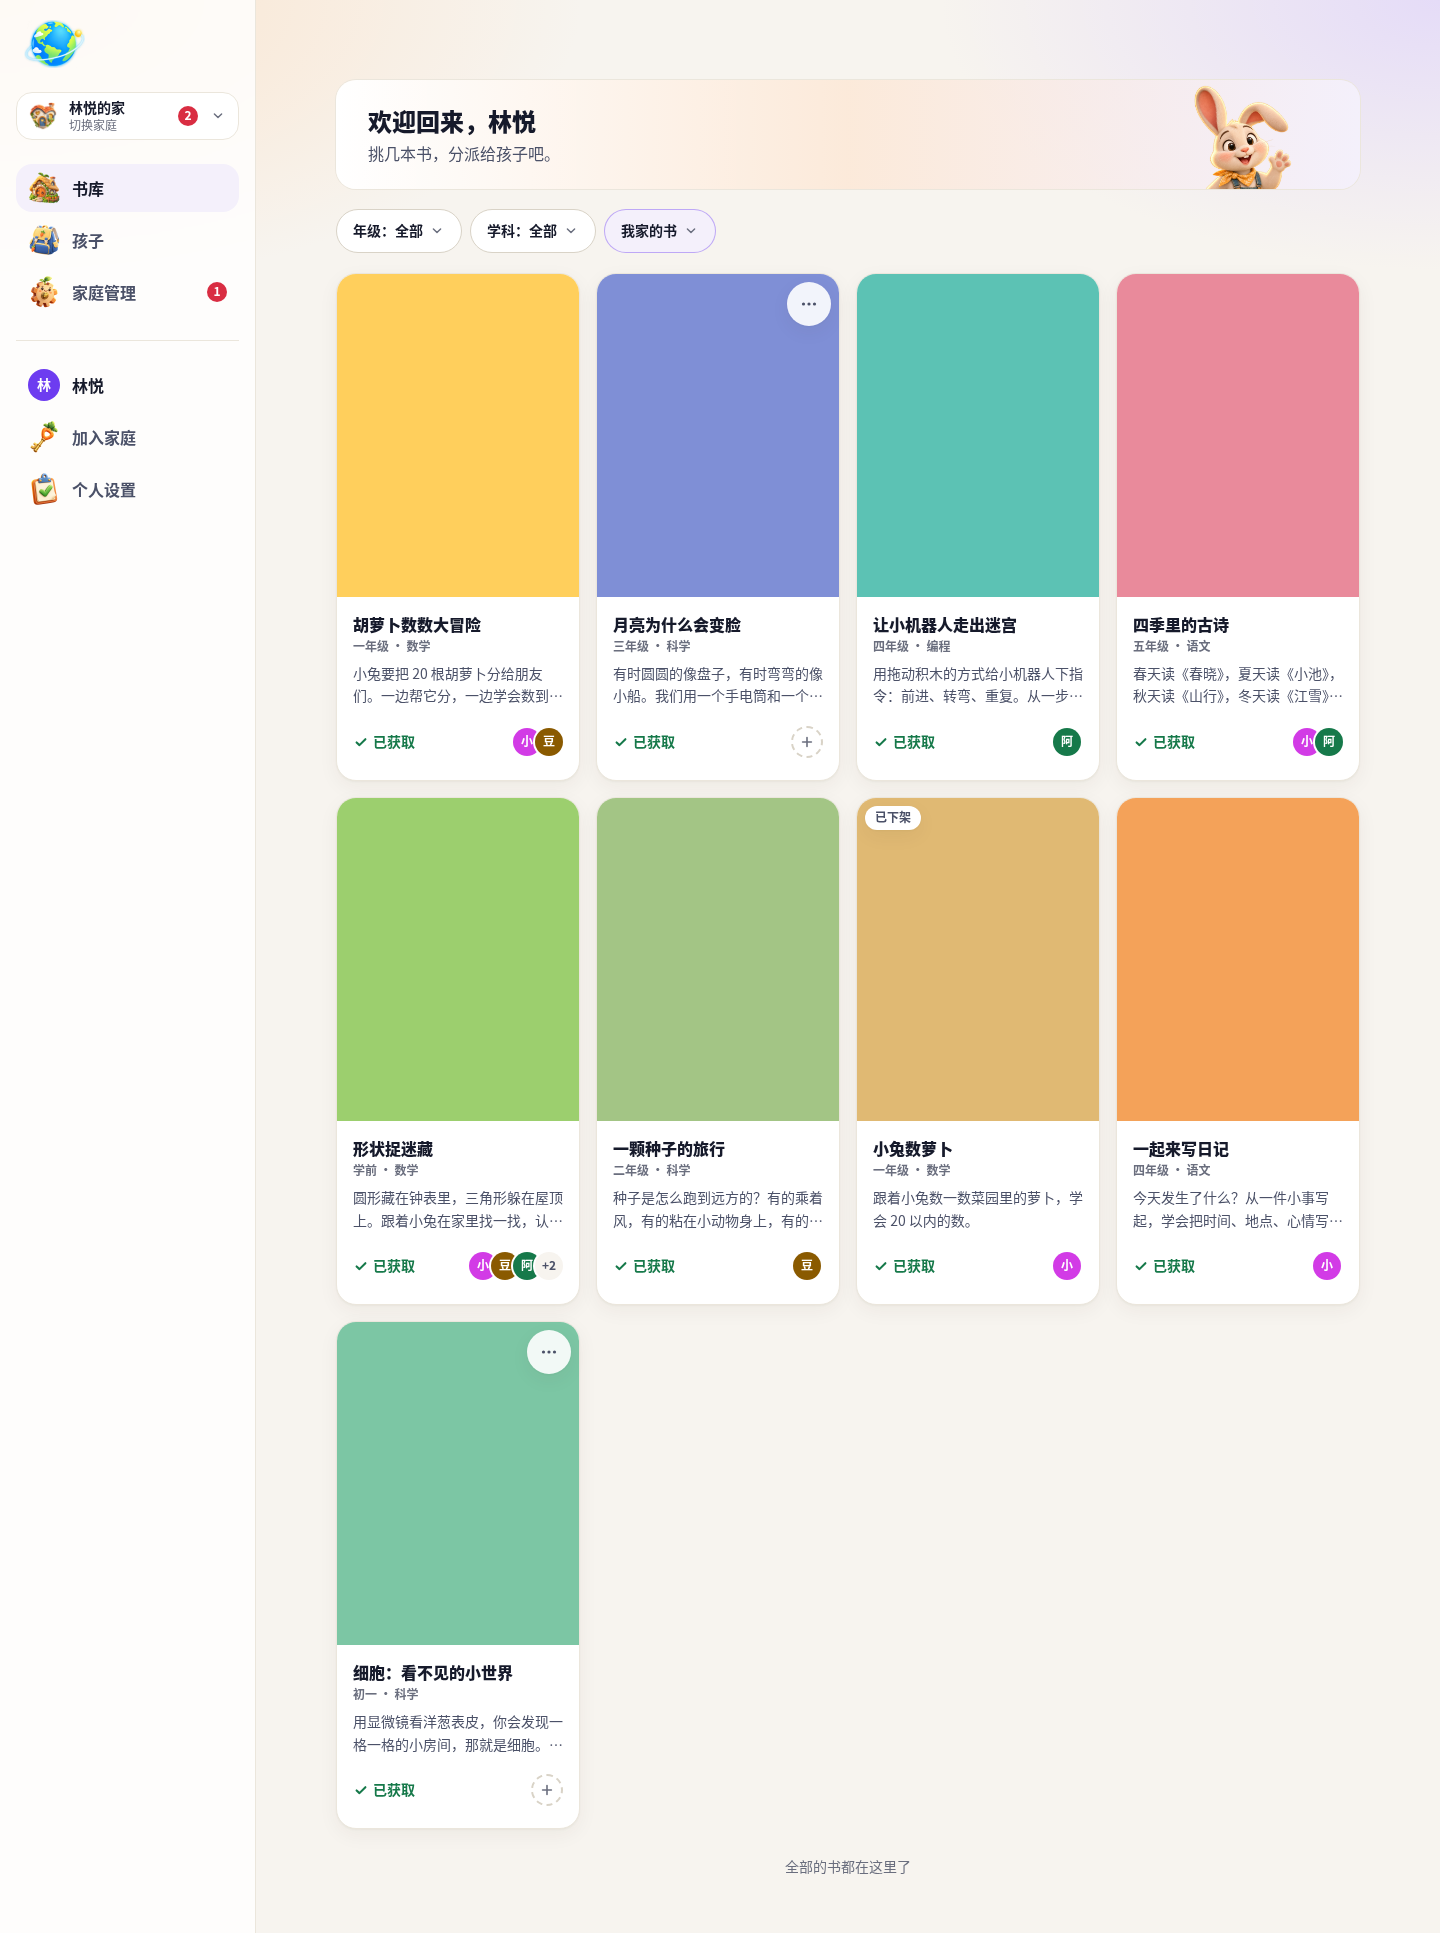 林悦的家
切换家庭
2
书库
孩子
家庭管理
1
林
林悦
加入家庭
个人设置
欢迎回来，林悦
挑几本书，分派给孩子吧。
年级：全部
学科：全部
我家的书
胡萝卜数数大冒险
一年级 · 数学
小兔要把 20 根胡萝卜分给朋友
们。一边帮它分，一边学会数到…
已获取
小
豆
月亮为什么会变脸
三年级 · 科学
有时圆圆的像盘子，有时弯弯的像
小船。我们用一个手电筒和一个…
已获取
让小机器人走出迷宫
四年级 · 编程
用拖动积木的方式给小机器人下指
令：前进、转弯、重复。从一步…
已获取
阿
四季里的古诗
五年级 · 语文
春天读《春晓》，夏天读《小池》，
秋天读《山行》，冬天读《江雪》…
已获取
小
阿
形状捉迷藏
学前 · 数学
圆形藏在钟表里，三角形躲在屋顶
上。跟着小兔在家里找一找，认…
已获取
小
豆
阿
+2
一颗种子的旅行
二年级 · 科学
种子是怎么跑到远方的？有的乘着
风，有的粘在小动物身上，有的…
已获取
豆
已下架
小兔数萝卜
一年级 · 数学
跟着小兔数一数菜园里的萝卜，学
会 20 以内的数。
已获取
小
一起来写日记
四年级 · 语文
今天发生了什么？从一件小事写
起，学会把时间、地点、心情写…
已获取
小
细胞：看不见的小世界
初一 · 科学
用显微镜看洋葱表皮，你会发现一
格一格的小房间，那就是细胞。…
已获取
全部的书都在这里了